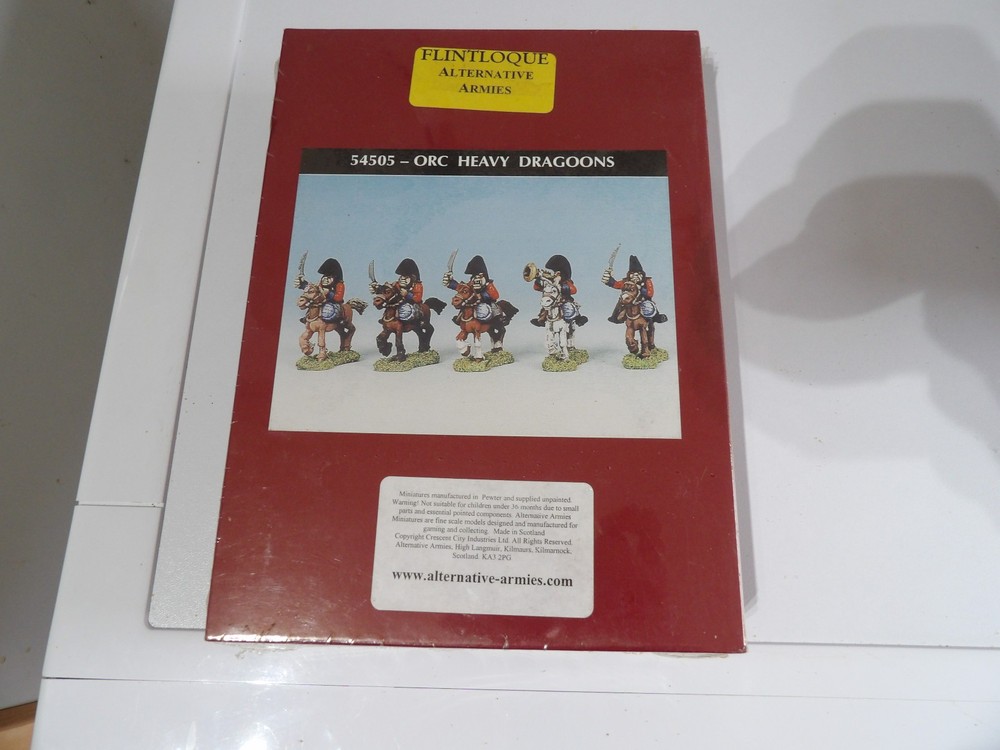 FLINTLOQUE
ALTERNATIVE
ARMIES
54505 – ORC HEAVY DRAGOONS
Miniatures manufactured in Pewter and supplied unpainted.
Warning! Not suitable for children under 36 months due to small
parts and essential pointed components. Alternative Armies
Miniatures are fine scale models designed and manufactured for
gaming and collecting. Made in Scotland
Copyright Crescent City Industries Ltd. All Rights Reserved.
Alternative Armies, High Langmuir, Kilmaurs, Kilmarnock.
Scotland. KA3 2PG
www.alternative-armies.com